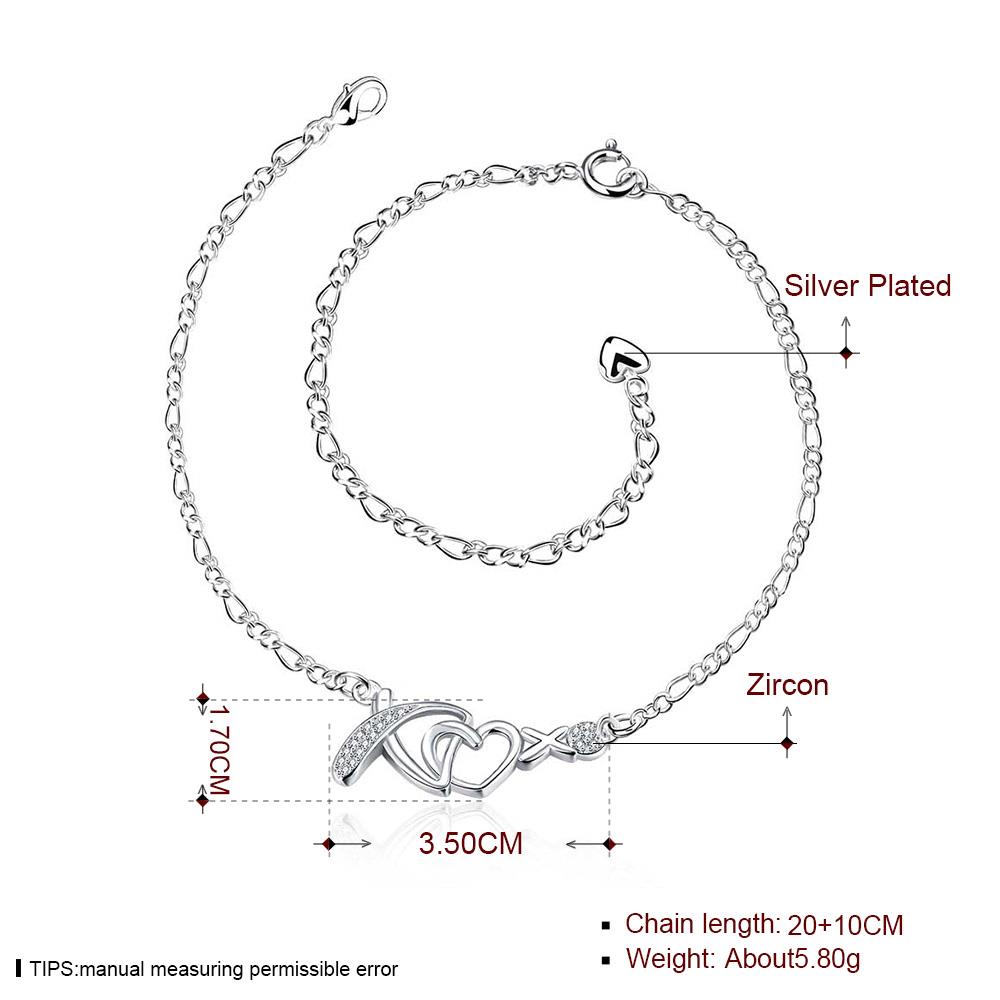 Silver Plated
Zircon
1.70CM
3.50CM
Chain length: 20+10CM
Weight: About5.80g
TIPS:manual measuring permissible error